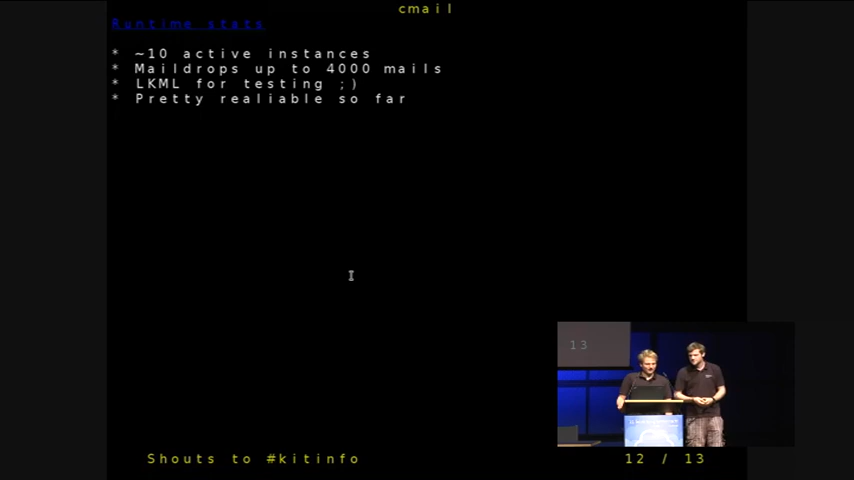 cmail
Runtime stats
* ~10 active instances
* Maildrops up to 4000 mails
* LKML for testing ;)
* Pretty realiable so far
13
Shouts to #kitinfo
12 / 13